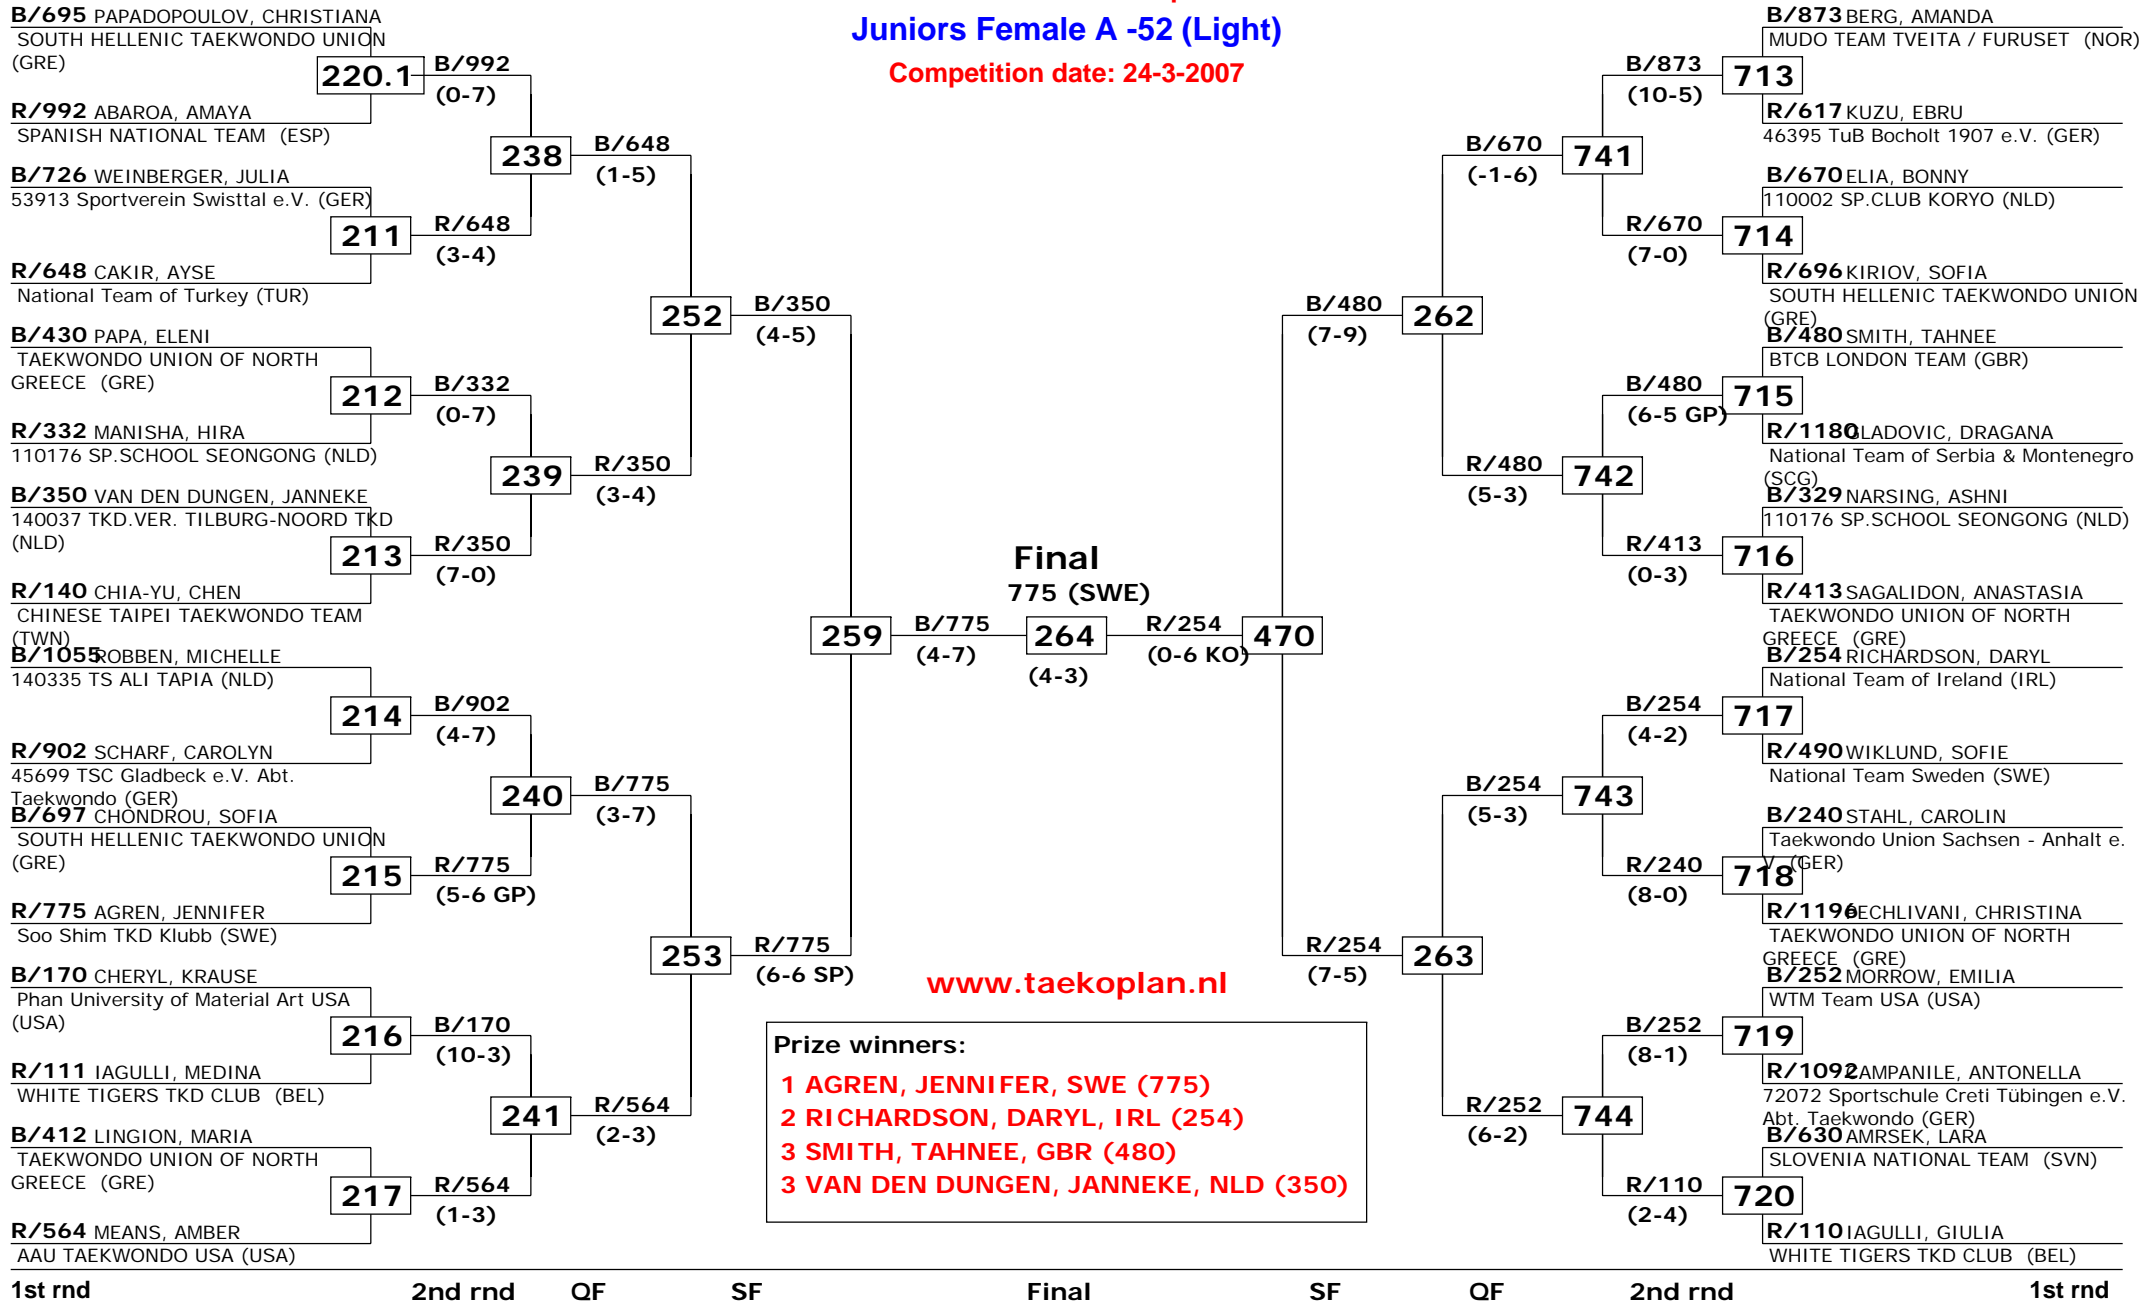 Juniors Female A -52 (Light)
Competition date: 24-3-2007
B/695 PAPADOPOULOV, CHRISTIANA
SOUTH HELLENIC TAEKWONDO UNION
(GRE)
220.1
R/992 ABAROA, AMAYA
SPANISH NATIONAL TEAM (ESP)
B/726 WEINBERGER, JULIA
53913 Sportverein Swisttal e.V. (GER)
211
R/648 CAKIR, AYSE
National Team of Turkey (TUR)
B/430 PAPA, ELENI
TAEKWONDO UNION OF NORTH
GREECE (GRE)
212
R/332 MANISHA, HIRA
110176 SP.SCHOOL SEONGONG (NLD)
B/350 VAN DEN DUNGEN, JANNEKE
140037 TKD.VER. TILBURG-NOORD TKD
(NLD)
213
R/140 CHIA-YU, CHEN
CHINESE TAIPEI TAEKWONDO TEAM
(TWN)
B/1055 ROBBEN, MICHELLE
140335 TS ALI TAPIA (NLD)
214
R/902 SCHARF, CAROLYN
45699 TSC Gladbeck e.V. Abt.
Taekwondo (GER)
B/697 CHONDROU, SOFIA
SOUTH HELLENIC TAEKWONDO UNION
(GRE)
215
R/775 AGREN, JENNIFER
Soo Shim TKD Klubb (SWE)
B/170 CHERYL, KRAUSE
Phan University of Material Art USA
(USA)
216
R/111 IAGULLI, MEDINA
WHITE TIGERS TKD CLUB (BEL)
B/412 LINGION, MARIA
TAEKWONDO UNION OF NORTH
GREECE (GRE)
217
R/564 MEANS, AMBER
AAU TAEKWONDO USA (USA)
B/992
(0-7)
238
R/648
(3-4)
B/332
(0-7)
239
R/350
(7-0)
B/902
(4-7)
240
R/775
(5-6 GP)
B/170
(10-3)
241
R/564
(1-3)
B/648
(1-5)
252
R/350
(3-4)
B/775
(3-7)
253
R/564
(2-3)
B/350
(4-5)
259
R/775
(6-6 SP)
Final
775 (SWE)
B/775
(4-7)
264
(4-3)
R/254
(0-6 KO)
470
B/480
(7-9)
262
R/254
(7-5)
263
B/670
(-1-6)
741
R/480
(5-3)
742
B/254
(5-3)
743
R/252
(6-2)
744
B/873
(10-5)
713
R/670
(7-0)
714
B/480
(6-5 GP)
715
R/413
(0-3)
716
B/254
(4-2)
717
R/240
(8-0)
718
B/252
(8-1)
719
R/110
(2-4)
720
B/873 BERG, AMANDA
MUDO TEAM TVEITA / FURUSET (NOR)
R/617 KUZU, EBRU
46395 TuB Bocholt 1907 e.V. (GER)
B/670 ELIA, BONNY
110002 SP.CLUB KORYO (NLD)
R/696 KIRIOV, SOFIA
SOUTH HELLENIC TAEKWONDO UNION
(GRE)
B/480 SMITH, TAHNEE
BTCB LONDON TEAM (GBR)
R/1180 GLADOVIC, DRAGANA
National Team of Serbia & Montenegro
(SCG)
B/329 NARSING, ASHNI
110176 SP.SCHOOL SEONGONG (NLD)
R/413 SAGALIDON, ANASTASIA
TAEKWONDO UNION OF NORTH
GREECE (GRE)
B/254 RICHARDSON, DARYL
National Team of Ireland (IRL)
R/490 WIKLUND, SOFIE
National Team Sweden (SWE)
B/240 STAHL, CAROLIN
Taekwondo Union Sachsen - Anhalt e.
V. (GER)
R/1196 PECHLIVANI, CHRISTINA
TAEKWONDO UNION OF NORTH
GREECE (GRE)
B/252 MORROW, EMILIA
WTM Team USA (USA)
R/1092 CAMPANILE, ANTONELLA
72072 Sportschule Creti Tübingen e.V.
Abt. Taekwondo (GER)
B/630 AMRSEK, LARA
SLOVENIA NATIONAL TEAM (SVN)
R/110 IAGULLI, GIULIA
WHITE TIGERS TKD CLUB (BEL)
www.taekoplan.nl
Prize winners:
1 AGREN, JENNIFER, SWE (775)
2 RICHARDSON, DARYL, IRL (254)
3 SMITH, TAHNEE, GBR (480)
3 VAN DEN DUNGEN, JANNEKE, NLD (350)
1st rnd 2nd rnd QF SF Final SF QF 2nd rnd 1st rnd